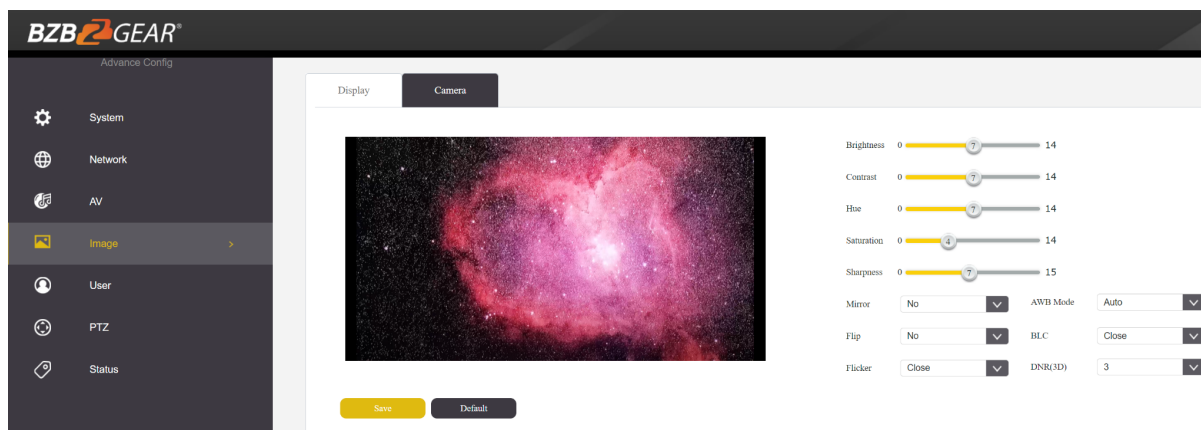 BZB GEAR®
Advance Config
System
Network
AV
Image >
User
PTZ
Status
Display Camera
Brightness 0 7 14
Contrast 0 7 14
Hue 0 7 14
Saturation 0 4 14
Sharpness 0 7 15
Mirror No AWB Mode Auto
Flip No BLC Close
Flicker Close DNR(3D) 3
Save Default